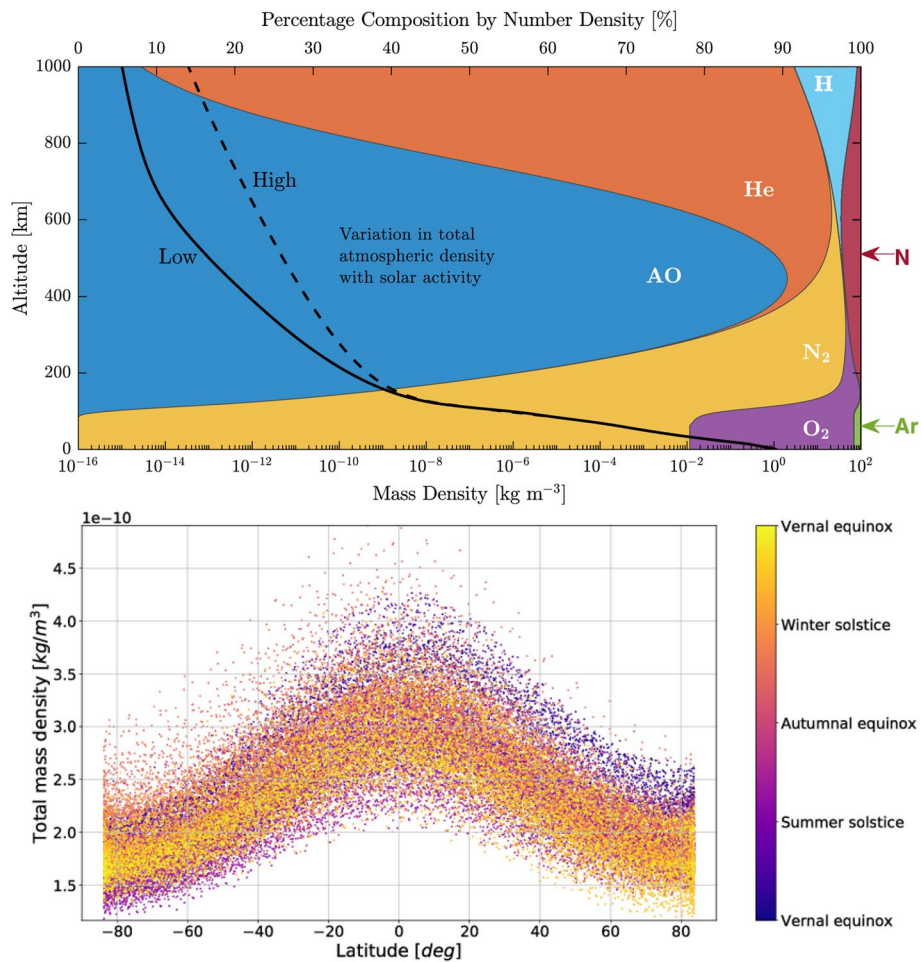 Percentage Composition by Number Density [%]
0 10 20 30 40 50 60 70 80 90 100
1000
800
600
400
200
0
Altitude [km]
H
He
High
Low
Variation in total
atmospheric density
with solar activity
AO
N
N₂
O₂
Ar
10⁻¹⁶ 10⁻¹⁴ 10⁻¹² 10⁻¹⁰ 10⁻⁸ 10⁻⁶ 10⁻⁴ 10⁻² 10⁰ 10²
Mass Density [kg m⁻³]
1e−10
4.5
4.0
3.5
3.0
2.5
2.0
1.5
Total mass density [kg/m³]
−80 −60 −40 −20 0 20 40 60 80
Latitude [deg]
Vernal equinox
Winter solstice
Autumnal equinox
Summer solstice
Vernal equinox